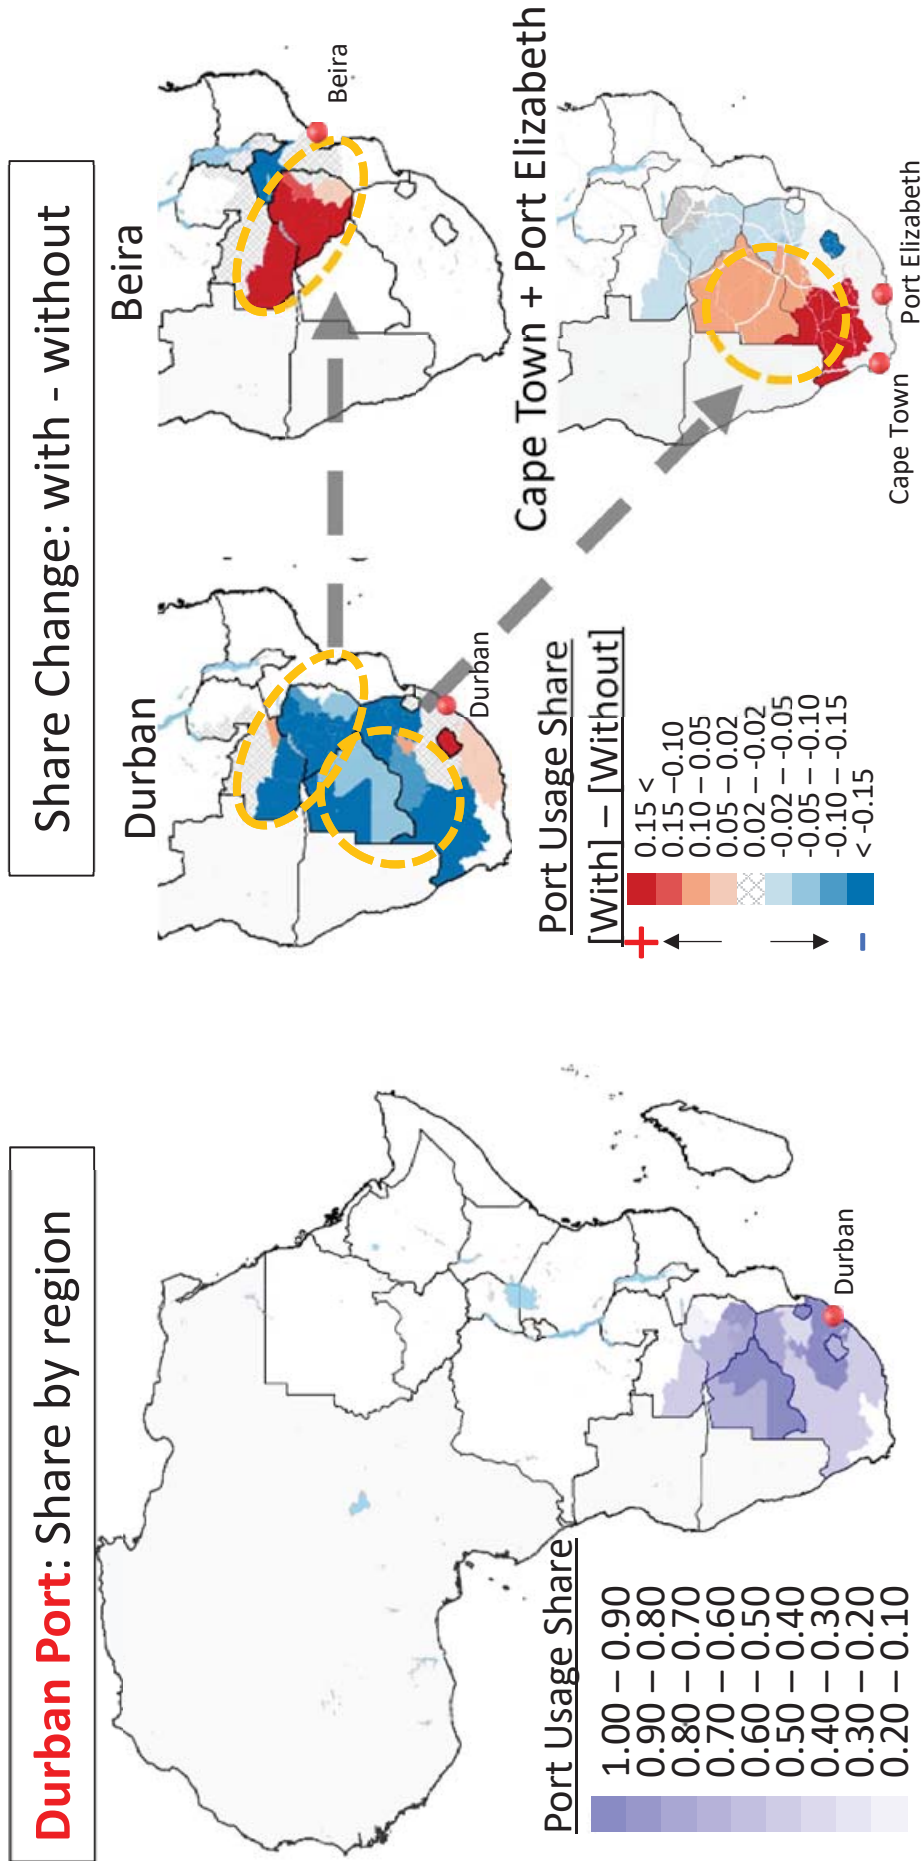 Durban Port: Share by region
Durban
Port Usage Share
1.00 – 0.90
0.90 – 0.80
0.80 – 0.70
0.70 – 0.60
0.60 – 0.50
0.50 – 0.40
0.40 – 0.30
0.30 – 0.20
0.20 – 0.10
Share Change: with - without
Durban
Durban
Beira
Beira
Cape Town + Port Elizabeth
Cape Town
Port Elizabeth
Port Usage Share
[With] – [Without]
+
0.15 <
0.15 –0.10
0.10 – 0.05
0.05 – 0.02
0.02 – -0.02
-0.02 – -0.05
-0.05 – -0.10
-0.10 – -0.15
< -0.15
-